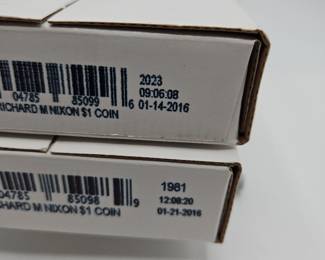 2023
09:06:08
04785 85099 6 01-14-2016
RICHARD M NIXON $1 COIN
1981
04785 85098 9 12:08:20
RICHARD M NIXON $1 COIN 01-21-2016